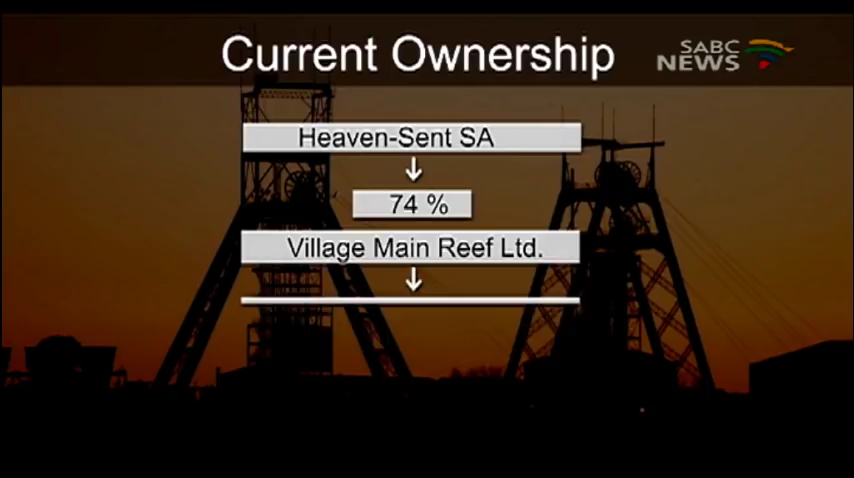 Current Ownership
SABC
NEWS
Heaven-Sent SA
74 %
Village Main Reef Ltd.